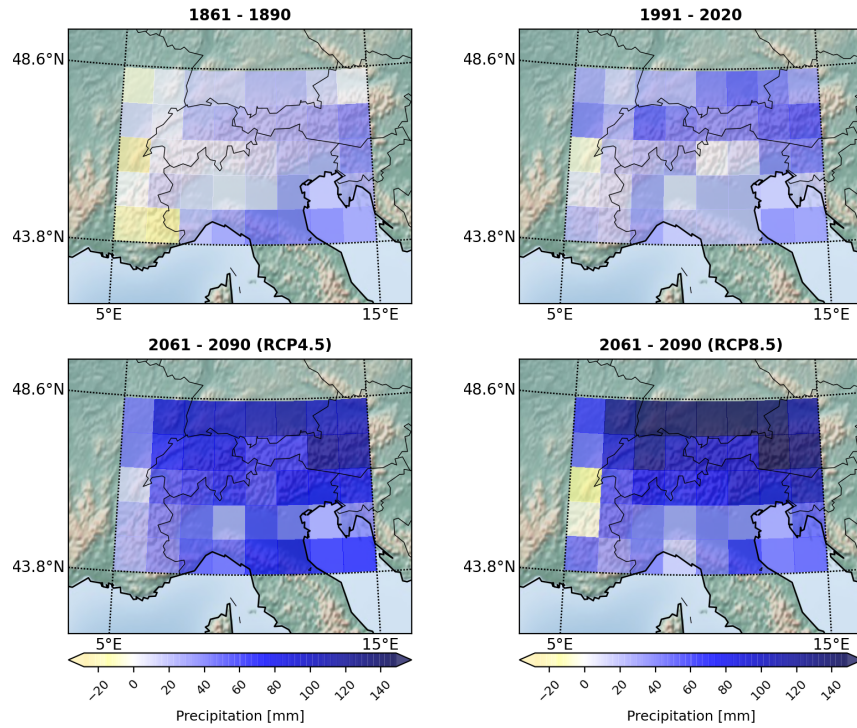 1861 - 1890
1991 - 2020
48.6°N
48.6°N
43.8°N
43.8°N
5°E
15°E
5°E
15°E
2061 - 2090 (RCP4.5)
2061 - 2090 (RCP8.5)
48.6°N
48.6°N
43.8°N
43.8°N
5°E
15°E
5°E
15°E
−20 0 20 40 60 80 100 120 140
−20 0 20 40 60 80 100 120 140
Precipitation [mm]
Precipitation [mm]